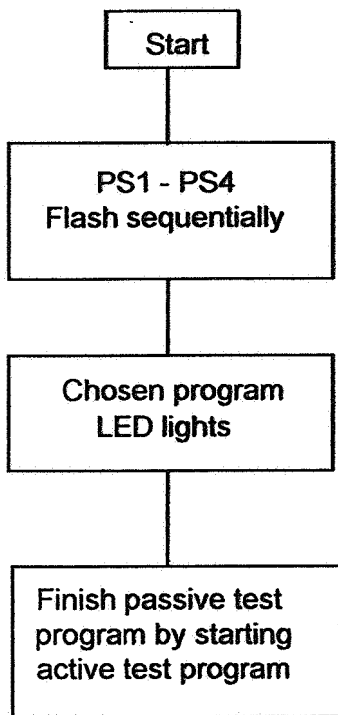 Start
PS1 - PS4
Flash sequentially
Chosen program
LED lights
Finish passive test
program by starting
active test program